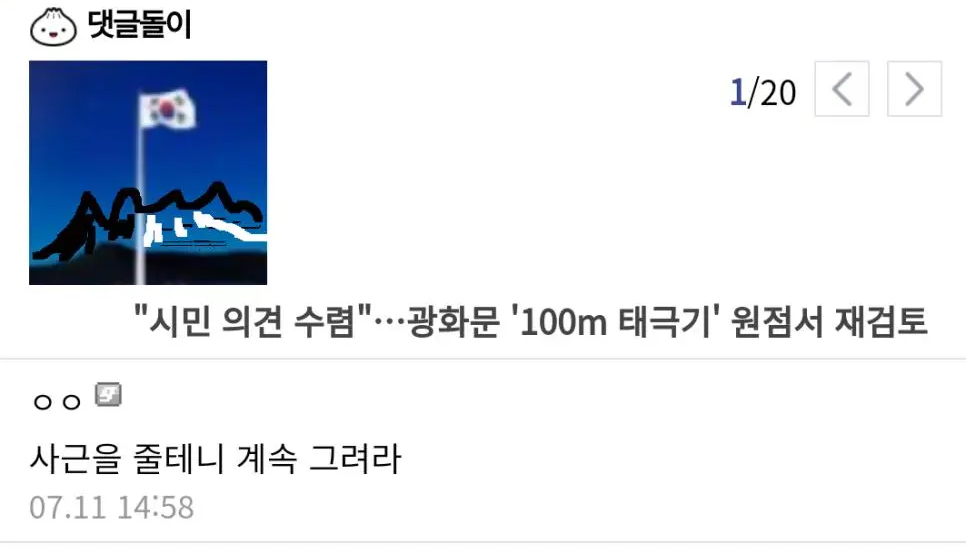 댓글돌이
1/20
"시민 의견 수렴"…광화문 '100m 태극기' 원점서 재검토
ㅇㅇ
사근을 줄테니 계속 그려라
07.11 14:58